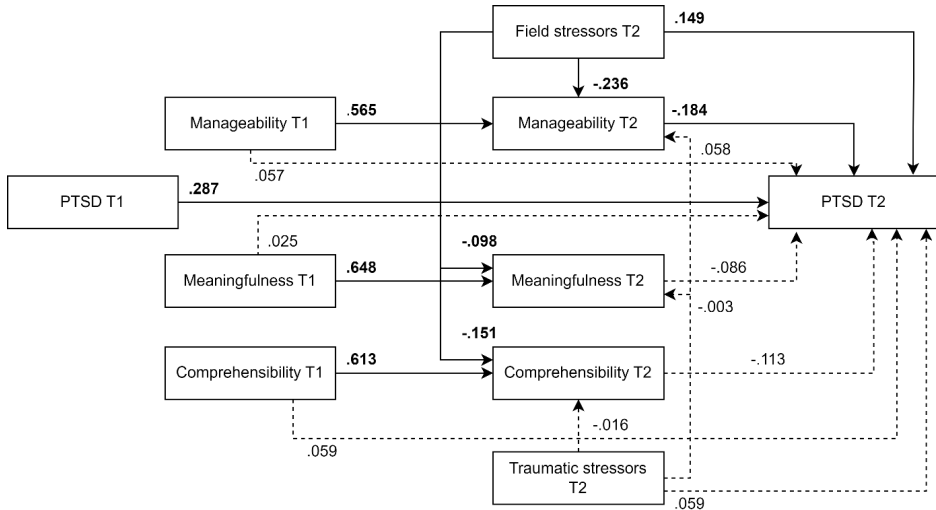 Field stressors T2
.149
-.236
Manageability T1
.565
Manageability T2
-.184
.057
.058
PTSD T1
.287
PTSD T2
.025
-.098
Meaningfulness T1
.648
Meaningfulness T2
-.086
-.003
-.151
Comprehensibility T1
.613
Comprehensibility T2
-.113
.059
-.016
Traumatic stressors
T2
.059